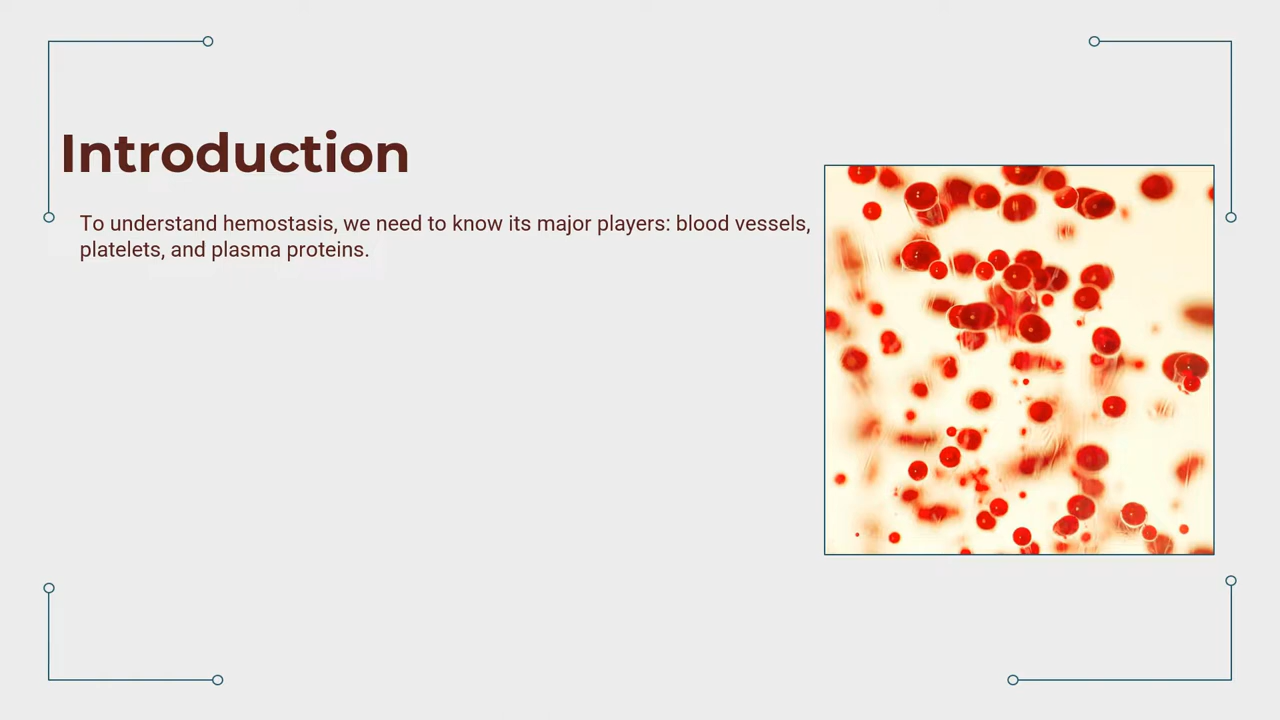 Introduction
To understand hemostasis, we need to know its major players: blood vessels,
platelets, and plasma proteins.